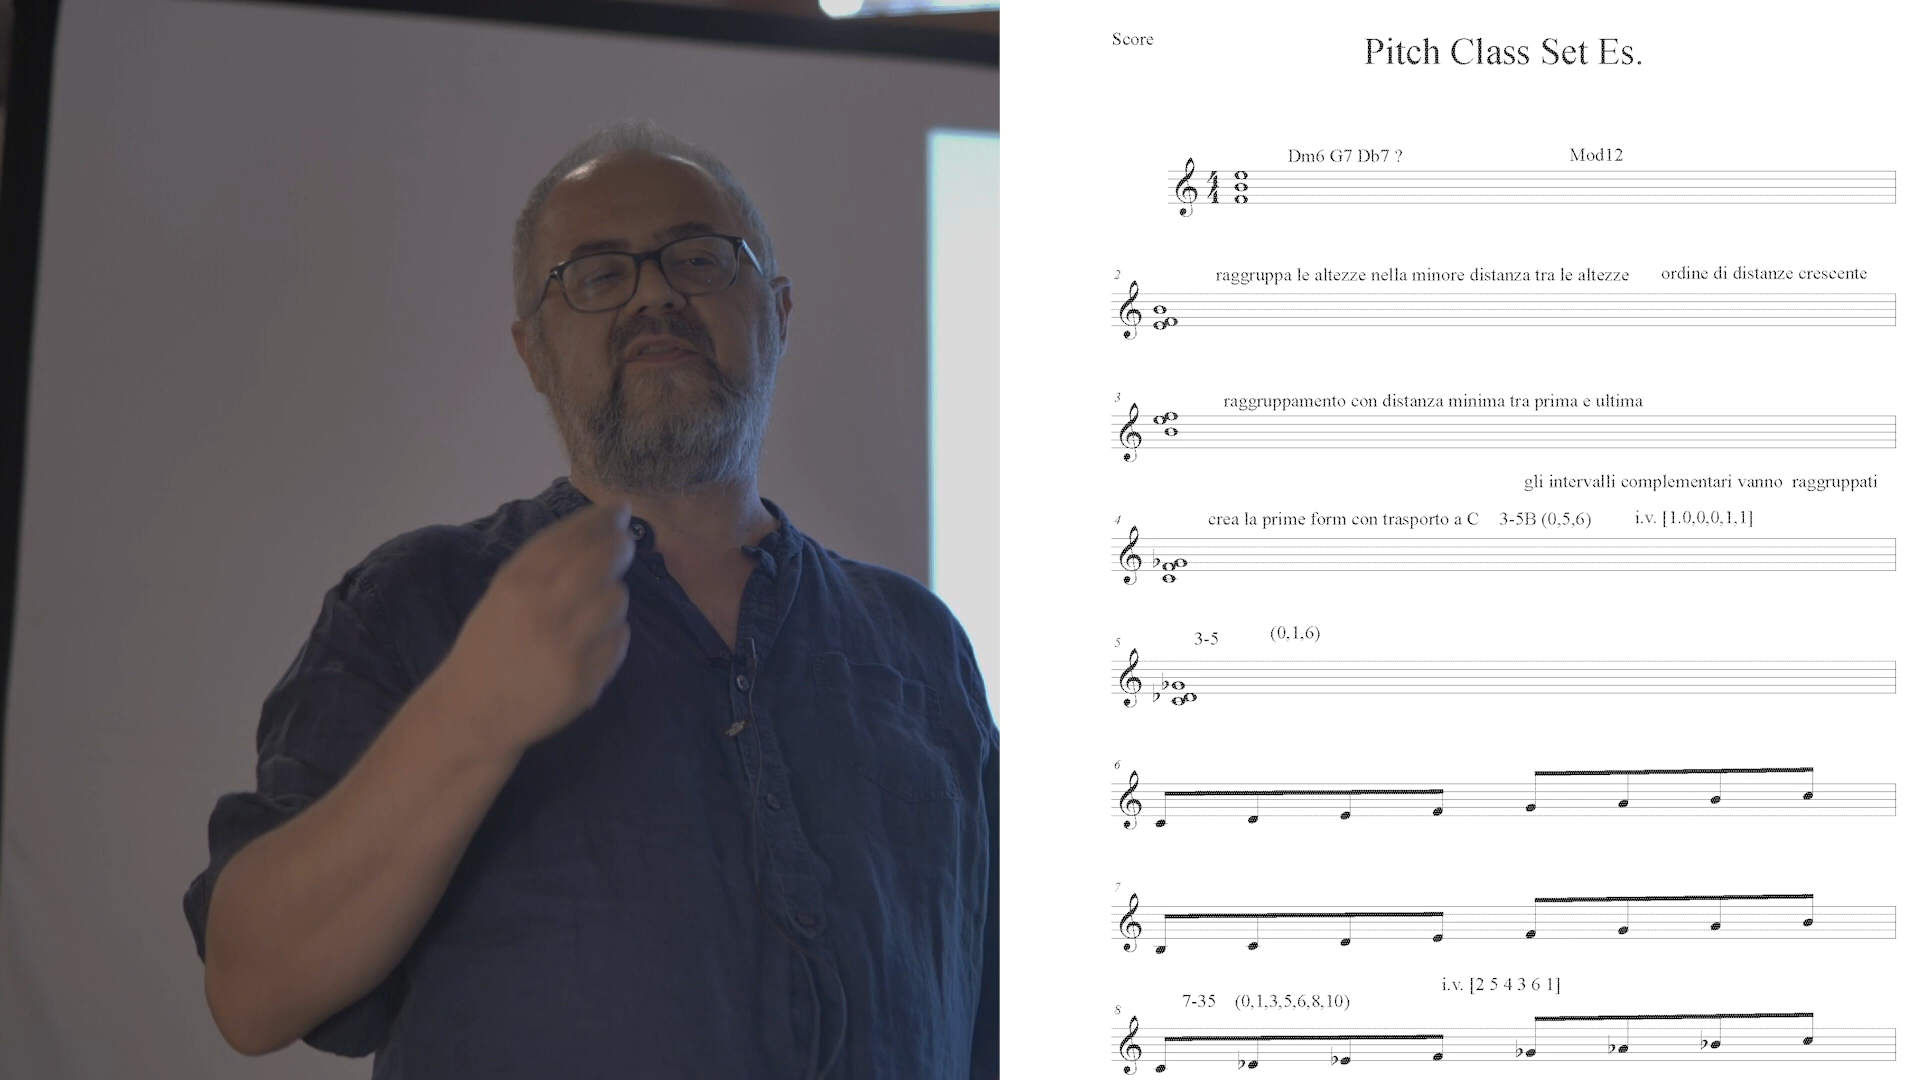 Score
Pitch Class Set Es.
Dm6 G7 Db7 ? Mod12
4
4
2
raggruppa le altezze nella minore distanza tra le altezze ordine di distanze crescente
3
raggruppamento con distanza minima tra prima e ultima
gli intervalli complementari vanno raggruppati
4
crea la prime form con trasporto a C 3-5B (0,5,6) i.v. [1.0,0,0,1,1]
5
3-5 (0,1,6)
6
7
i.v. [2 5 4 3 6 1]
7-35 (0,1,3,5,6,8,10)
8